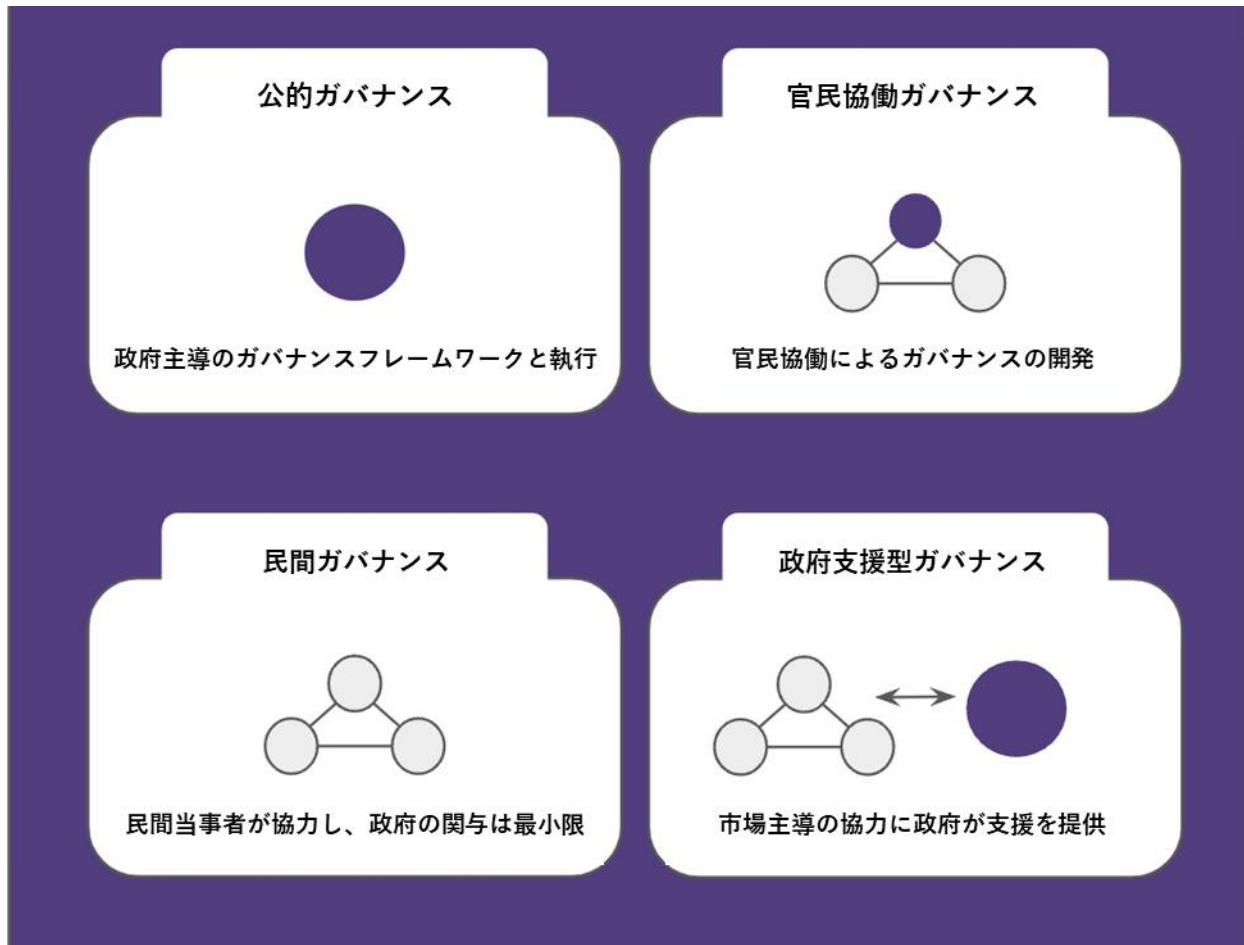 公的ガバナンス
政府主導のガバナンスフレームワークと執行
官民協働ガバナンス
官民協働によるガバナンスの開発
民間ガバナンス
民間当事者が協力し、政府の関与は最小限
政府支援型ガバナンス
市場主導の協力に政府が支援を提供